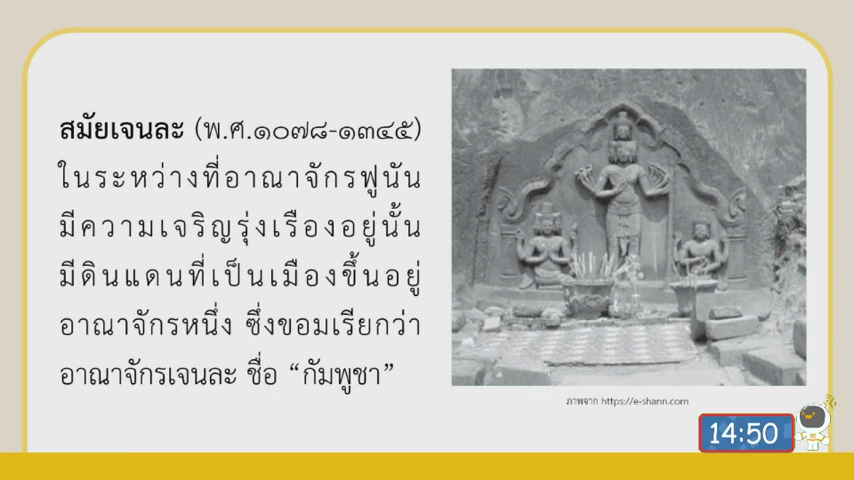 สมัยเจนละ (พ.ศ.๑๐๗๘-๑๓๔๕)
ในระหว่างที่อาณาจักรฟูนัน
มีความเจริญรุ่งเรืองอยู่นั้น
มีดินแดนที่เป็นเมืองขึ้นอยู่
อาณาจักรหนึ่ง ซึ่งขอมเรียกว่า
อาณาจักรเจนละ ชื่อ “กัมพูชา”
ภาพจาก https://e-shann.com
14:50